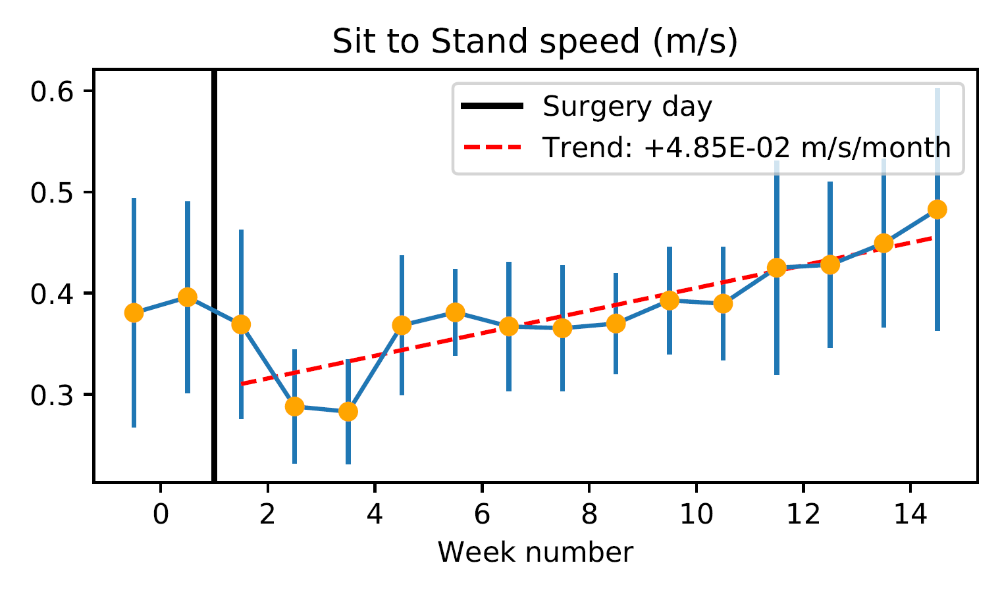 Sit to Stand speed (m/s)
Surgery day
Trend: +4.85E-02 m/s/month
0.6
0.5
0.4
0.3
0 2 4 6 8 10 12 14
Week number